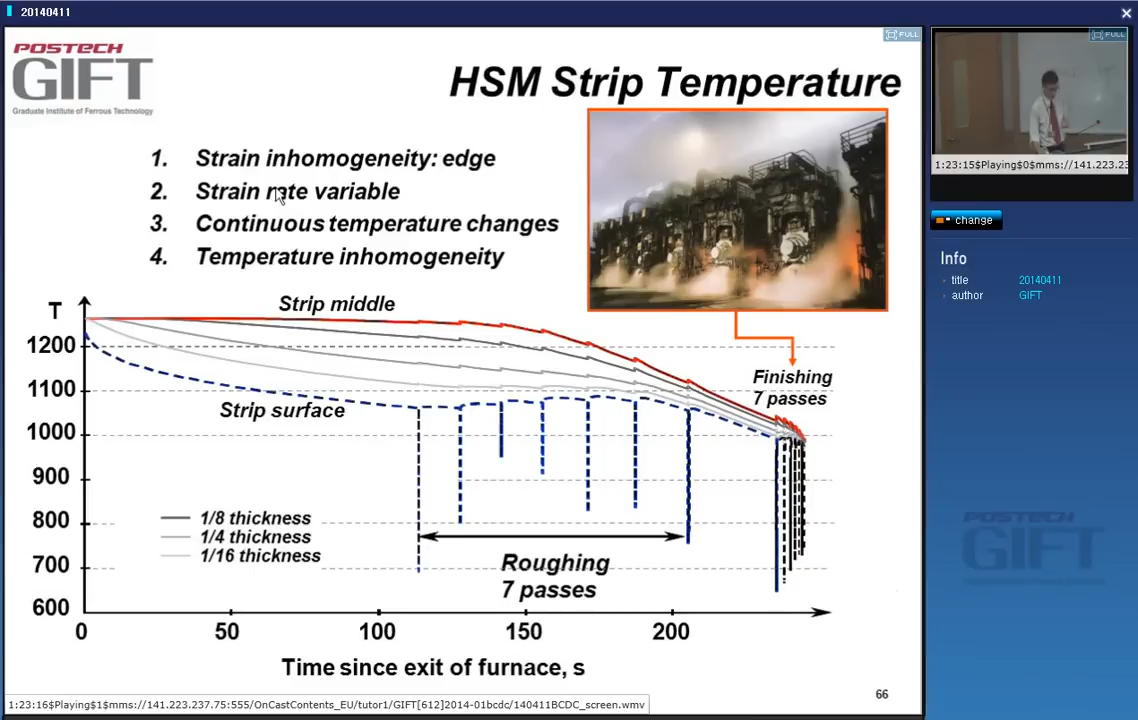 20140411
POSTECH
GIFT
Graduate Institute of Ferrous Technology
FULL
HSM Strip Temperature
1. Strain inhomogeneity: edge
2. Strain rate variable
3. Continuous temperature changes
4. Temperature inhomogeneity
T
Strip middle
1200
1100
1000
900
800
700
600
Strip surface
Finishing
7 passes
1/8 thickness
1/4 thickness
1/16 thickness
Roughing
7 passes
0 50 100 150 200
Time since exit of furnace, s
66
1:23:16$Playing$1$mms://141.223.237.75:555/OnCastContents_EU/tutor1/GIFT[612]2014-01bcdc/140411BCDC_screen.wmv
FULL
1:23:15$Playing$0$mms://141.223.23
change
Info
title 20140411
author GIFT
POSTECH
GIFT